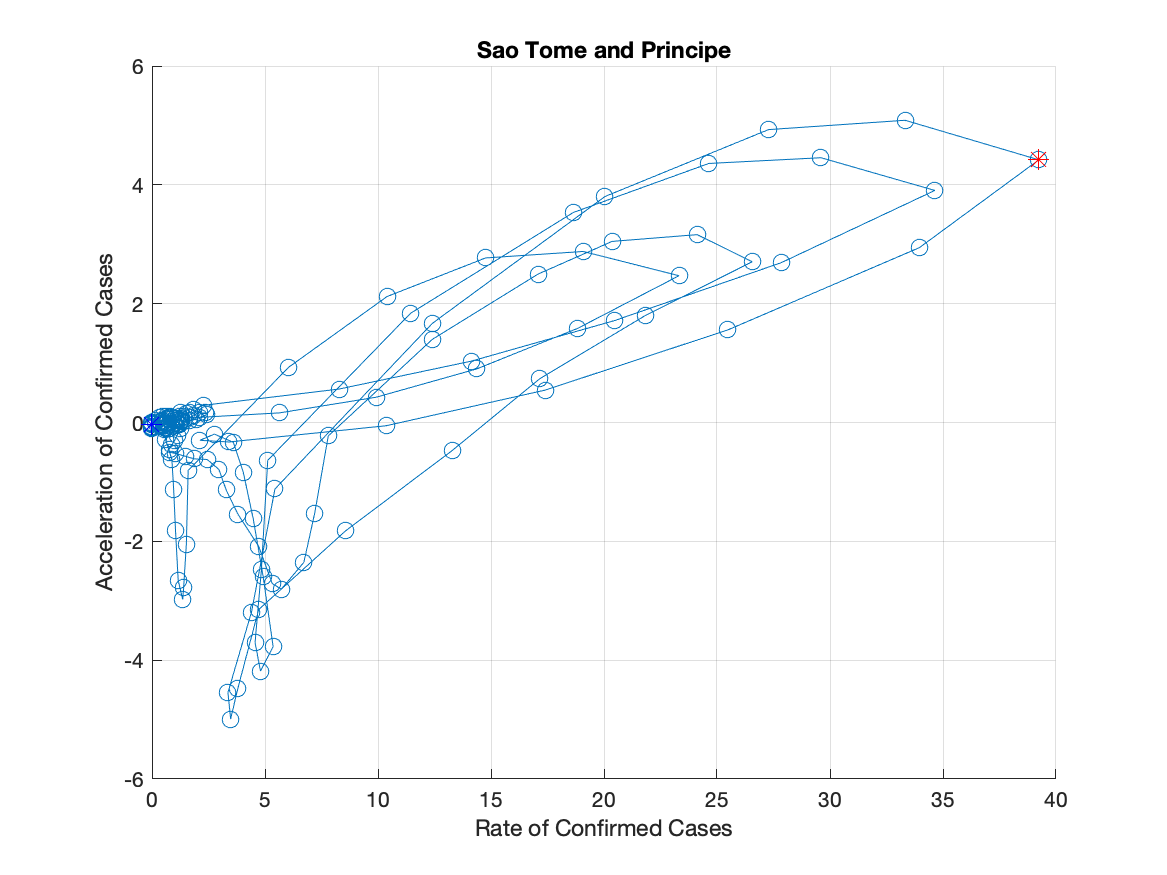 Sao Tome and Principe
6
4
2
0
-2
-4
-6
0 5 10 15 20 25 30 35 40
Acceleration of Confirmed Cases
Rate of Confirmed Cases